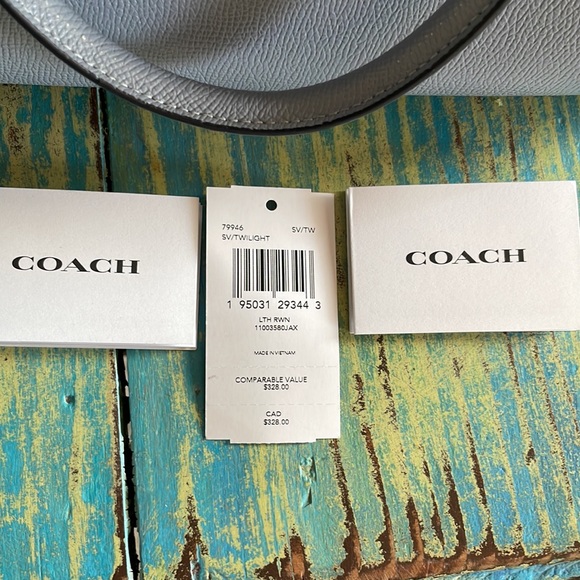 COACH
79946 SV/TW
SV/TWILIGHT
1 95031 29344 3
LTH RWN
11003580JAX
MADE IN VIETNAM
COMPARABLE VALUE
$328.00
CAD
$328.00
COACH